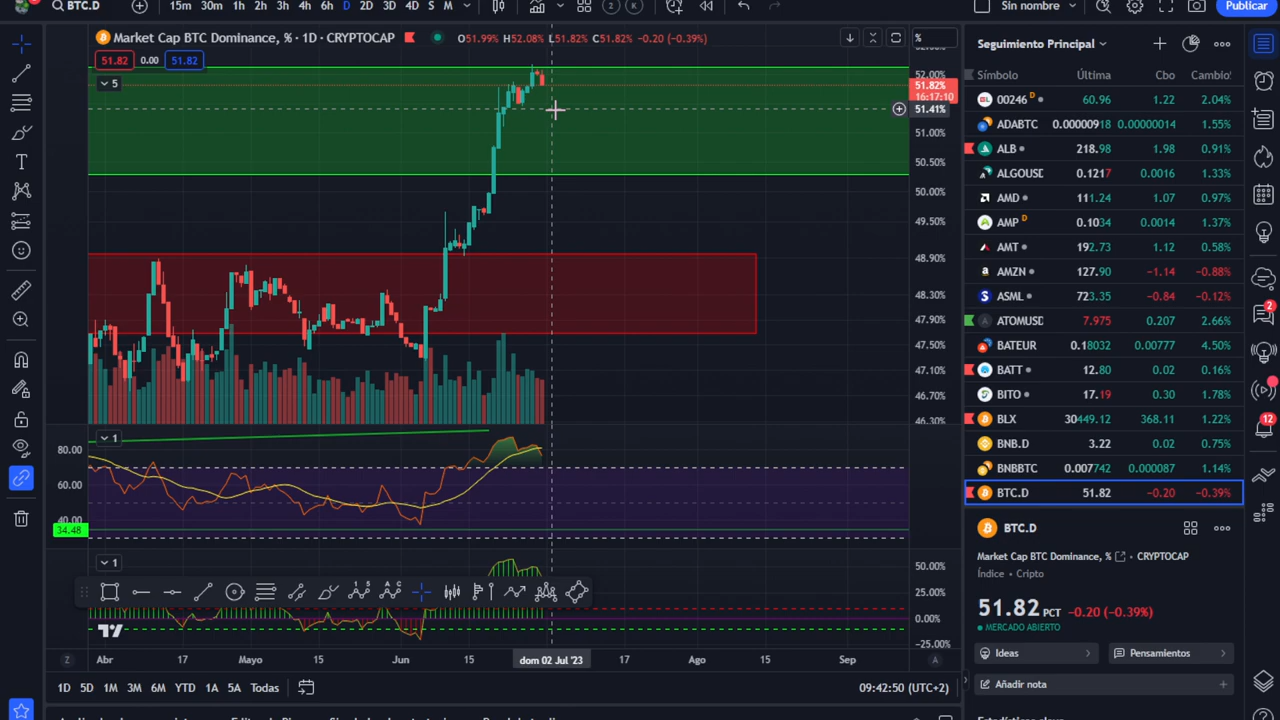 BTC.D
15m 30m 1h 2h 3h 4h 6h D 2D 3D 4D S M
2 K
Sin nombre
Publicar
Market Cap BTC Dominance, % · 1D · CRYPTOCAP
O51.99% H52.08% L51.82% C51.82% -0.20 (-0.39%)
51.82 0.00 51.82
5
%
52.00%
51.82%
16:17:10
51.41%
51.00%
50.50%
50.00%
49.50%
48.90%
48.30%
47.90%
47.50%
47.10%
46.70%
46.30%
1
80.00
60.00
40.00
34.48
1
50.00%
25.00%
0.00%
-25.00%
Z
Abr 17 Mayo 15 Jun 15 dom 02 Jul '23 17 Ago 15 Sep
A
1D 5D 1M 3M 6M YTD 1A 5A Todas
09:42:50 (UTC+2)
Seguimiento Principal
Símbolo Última Cbo Cambio
00246 D 60.96 1.22 2.04%
ADABTC 0.00000918 0.00000014 1.55%
ALB 218.98 1.98 0.91%
ALGOUSD 0.1217 0.0016 1.33%
AMD 111.24 1.07 0.97%
AMP D 0.1034 0.0014 1.37%
AMT 192.73 1.12 0.58%
AMZN 127.90 -1.14 -0.88%
ASML 723.35 -0.84 -0.12%
ATOMUSD 7.975 0.207 2.66%
BATEUR 0.18032 0.00777 4.50%
BATT 12.80 0.02 0.16%
BITO 17.19 0.30 1.78%
BLX 30449.12 368.11 1.22%
BNB.D 3.22 0.02 0.75%
BNBBTC 0.007742 0.000087 1.14%
BTC.D 51.82 -0.20 -0.39%
BTC.D
Market Cap BTC Dominance, % · CRYPTOCAP
Índice · Cripto
51.82 PCT -0.20 (-0.39%)
MERCADO ABIERTO
Ideas
Pensamientos
Añadir nota
2
12